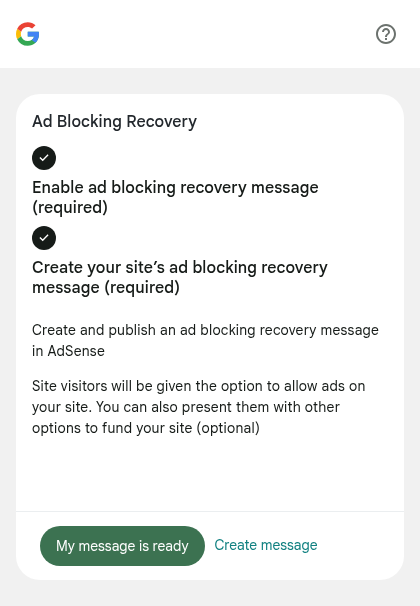 Ad Blocking Recovery
Enable ad blocking recovery message
(required)
Create your site’s ad blocking recovery
message (required)
Create and publish an ad blocking recovery message
in AdSense
Site visitors will be given the option to allow ads on
your site. You can also present them with other
options to fund your site (optional)
My message is ready
Create message